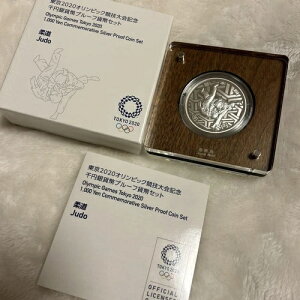 東京2020オリンピック競技大会記念
千円銀貨幣プルーフ貨幣セット
Olympic Games Tokyo 2020
1,000 Yen Commemorative Silver Proof Coin Set
柔道
Judo
TOKYO 2020
東京2020オリンピック競技大会記念
千円銀貨幣プルーフ貨幣セット
Olympic Games Tokyo 2020
1,000 Yen Commemorative Silver Proof Coin Set
柔道
Judo
TOKYO 2020
OFFICIAL
LICENSED